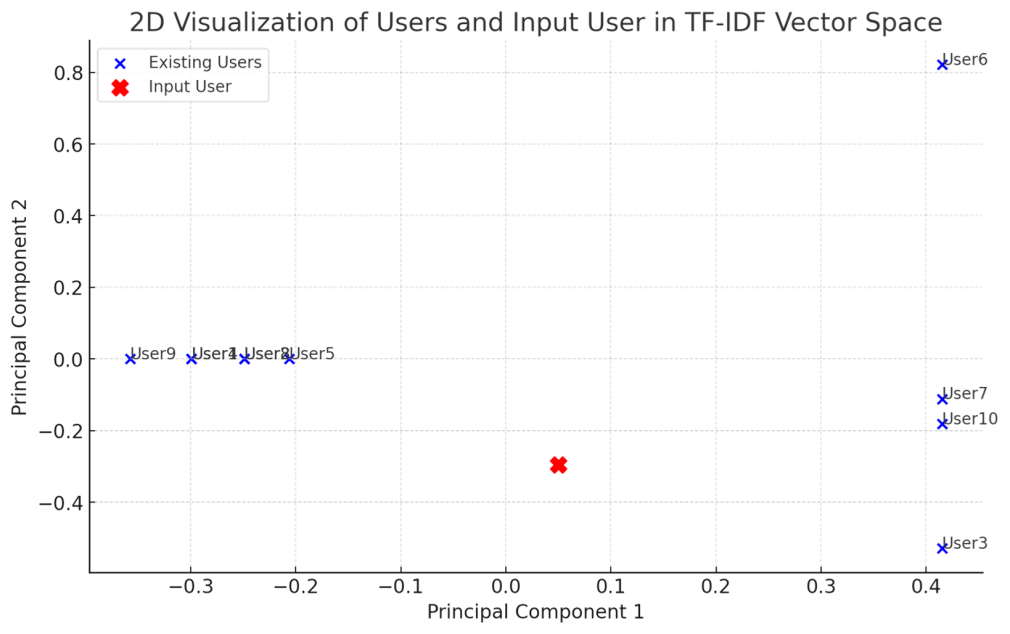 2D Visualization of Users and Input User in TF-IDF Vector Space
Existing Users
Input User
Principal Component 2
0.8
0.6
0.4
0.2
0.0
−0.2
−0.4
User6
User9
User5
User7
User10
User3
−0.3
−0.2
−0.1
0.0
0.1
0.2
0.3
0.4
Principal Component 1